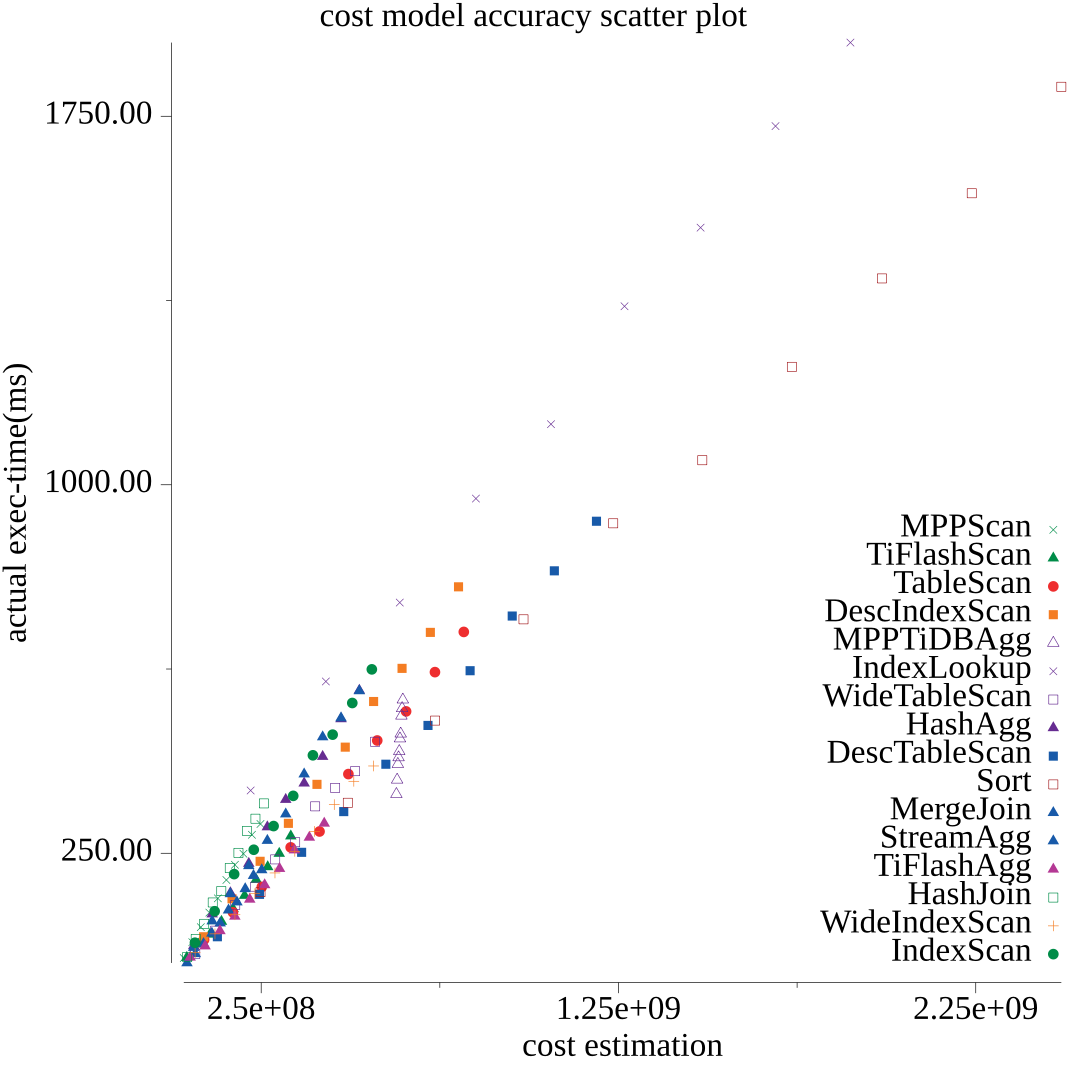 cost model accuracy scatter plot
1750.00
1000.00
250.00
actual exec-time(ms)
MPPScan
TiFlashScan
TableScan
DescIndexScan
MPPTiDBAgg
IndexLookup
WideTableScan
HashAgg
DescTableScan
Sort
MergeJoin
StreamAgg
TiFlashAgg
HashJoin
WideIndexScan
IndexScan
2.5e+08 1.25e+09 2.25e+09
cost estimation